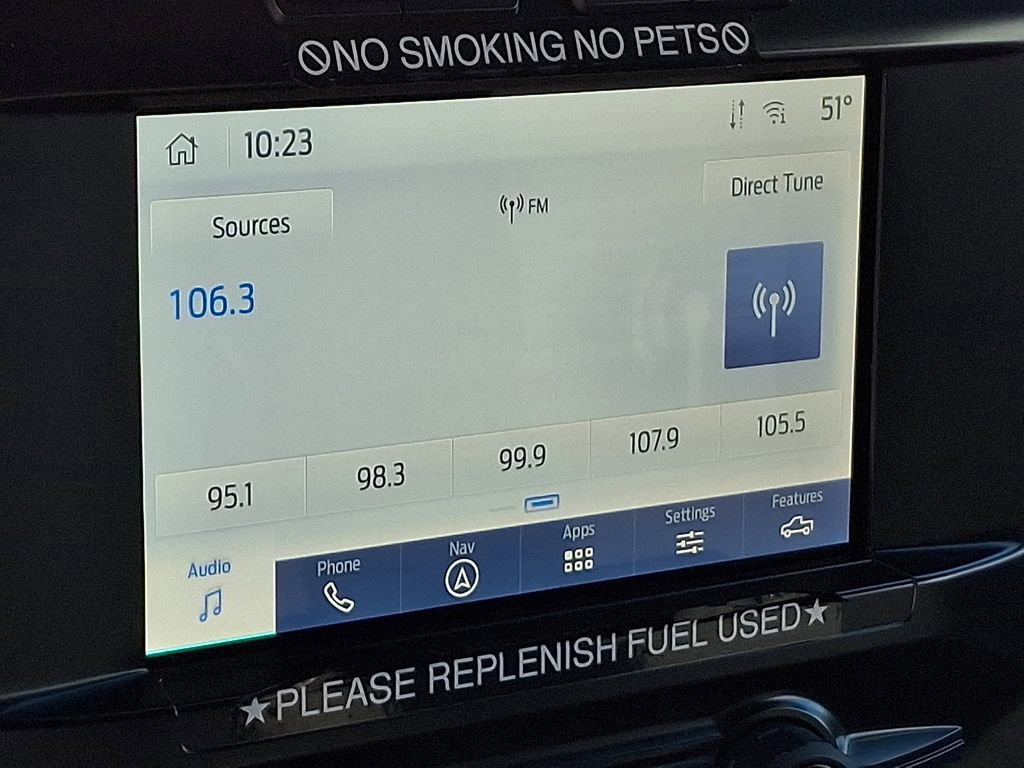 NO SMOKING NO PETS
10:23
51°
Sources
FM
Direct Tune
106.3
95.1
98.3
99.9
107.9
105.5
Audio
Phone
Nav
Apps
Settings
Features
★PLEASE REPLENISH FUEL USED★